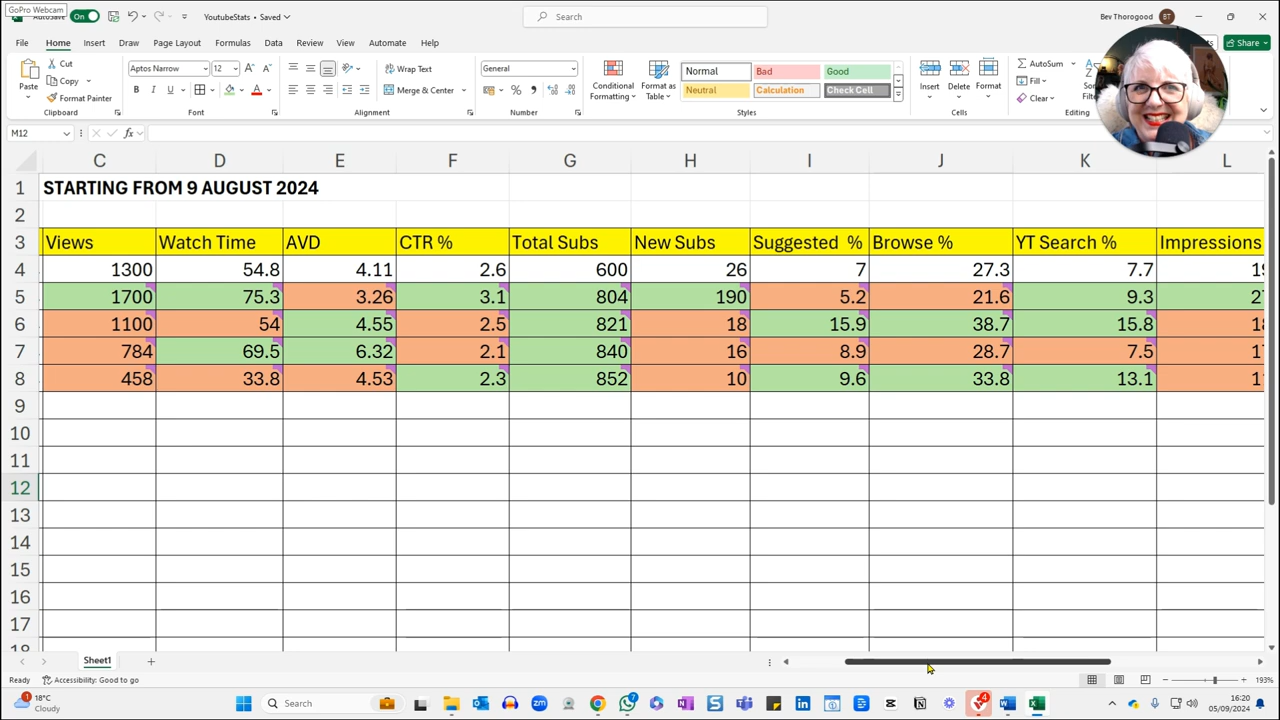 GoPro Webcam
AutoSave On YoutubeStats • Saved Search Bev Thorogood BT
File Home Insert Draw Page Layout Formulas Data Review View Automate Help Share
Paste Cut Copy Format Painter Clipboard
Aptos Narrow 12 Font
Wrap Text Merge & Center Alignment
General Number
Conditional Formatting Format as Table Normal Bad Good Neutral Calculation Check Cell Styles
Insert Delete Format Cells
AutoSum Fill Clear Editing
M12 fx
C D E F G H I J K L
1 STARTING FROM 9 AUGUST 2024
2
3 Views Watch Time AVD CTR % Total Subs New Subs Suggested % Browse % YT Search % Impressions
4 1300 54.8 4.11 2.6 600 26 7 27.3 7.7
5 1700 75.3 3.26 3.1 804 190 5.2 21.6 9.3
6 1100 54 4.55 2.5 821 18 15.9 38.7 15.8
7 784 69.5 6.32 2.1 840 16 8.9 28.7 7.5
8 458 33.8 4.53 2.3 852 10 9.6 33.8 13.1
9
10
11
12
13
14
15
16
17
18
Sheet1
Ready Accessibility: Good to go 193%
18°C
Cloudy
Search
16:20
05/09/2024